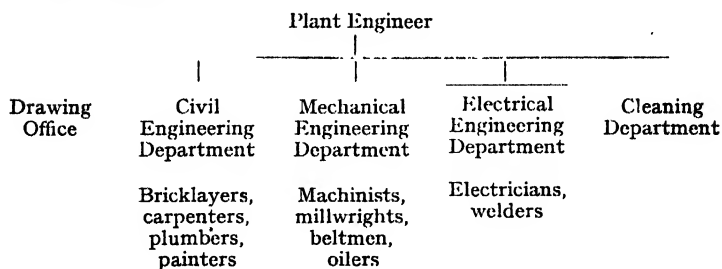 Plant Engineer
Drawing Office
Civil Engineering Department
Mechanical Engineering Department
Electrical Engineering Department
Cleaning Department
Bricklayers, carpenters, plumbers, painters
Machinists, millwrights, beltmen, oilers
Electricians, welders